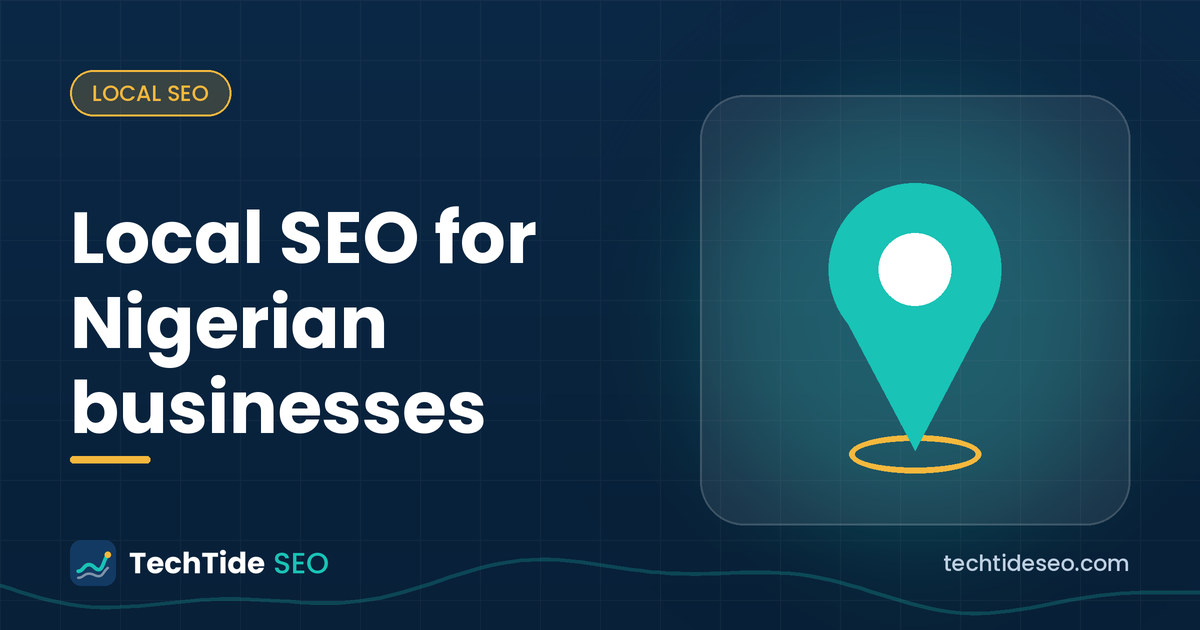 LOCAL SEO
Local SEO for
Nigerian
businesses
TechTide SEO
techtideseo.com